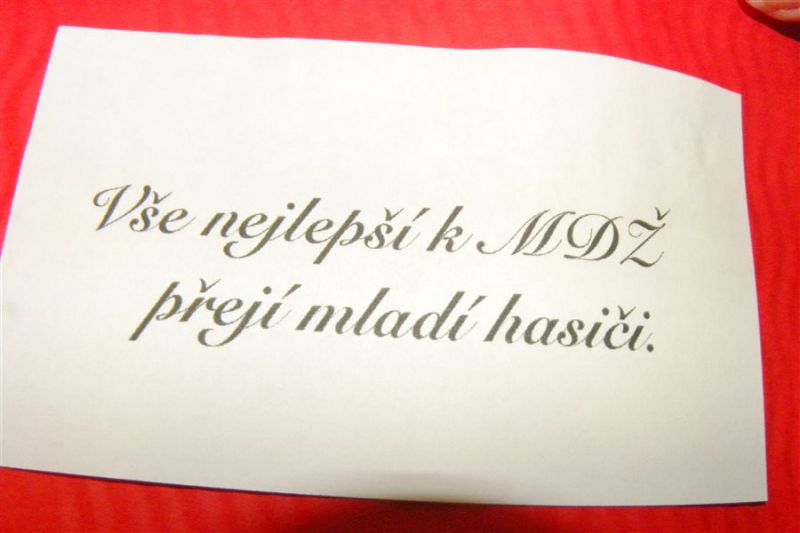 Vše nejlepší k MDŽ
přejí mladí hasiči.